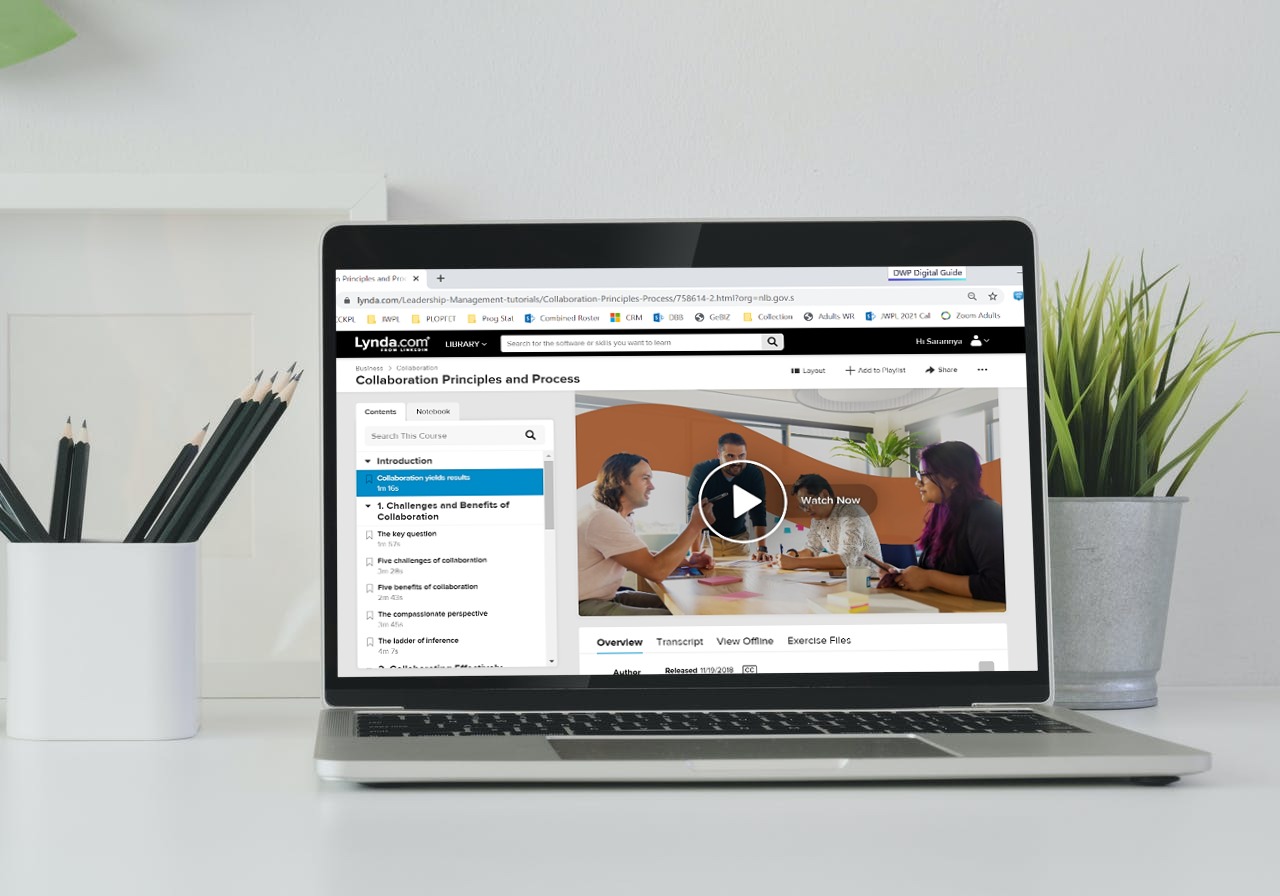 n Principles and Pro
DWP Digital Guide
lynda.com/Leadership-Management-tutorials/Collaboration-Principles-Process/758614-2.html?org=nlb.gov.s
CCKPL IWPL PLOPTCT Prog Stat Combined Roster CRM DBB GeBIZ Collection Adults WR JWPL 2021 Cal Zoom Adults
Lynda.com
FROM LINKEDIN
LIBRARY
Search for the software or skills you want to learn
Hi Sarannya
Business > Collaboration
Collaboration Principles and Process
Layout Add to Playlist Share
Contents Notebook
Search This Course
Introduction
Collaboration yields results
1m 16s
1. Challenges and Benefits of
Collaboration
The key question
1m 57s
Five challenges of collaboration
3m 29s
Five benefits of collaboration
2m 43s
The compassionate perspective
3m 45s
The ladder of inference
4m 7s
2. Collaborating Effectively
Watch Now
Overview Transcript View Offline Exercise Files
Author
Released 11/19/2018 CC